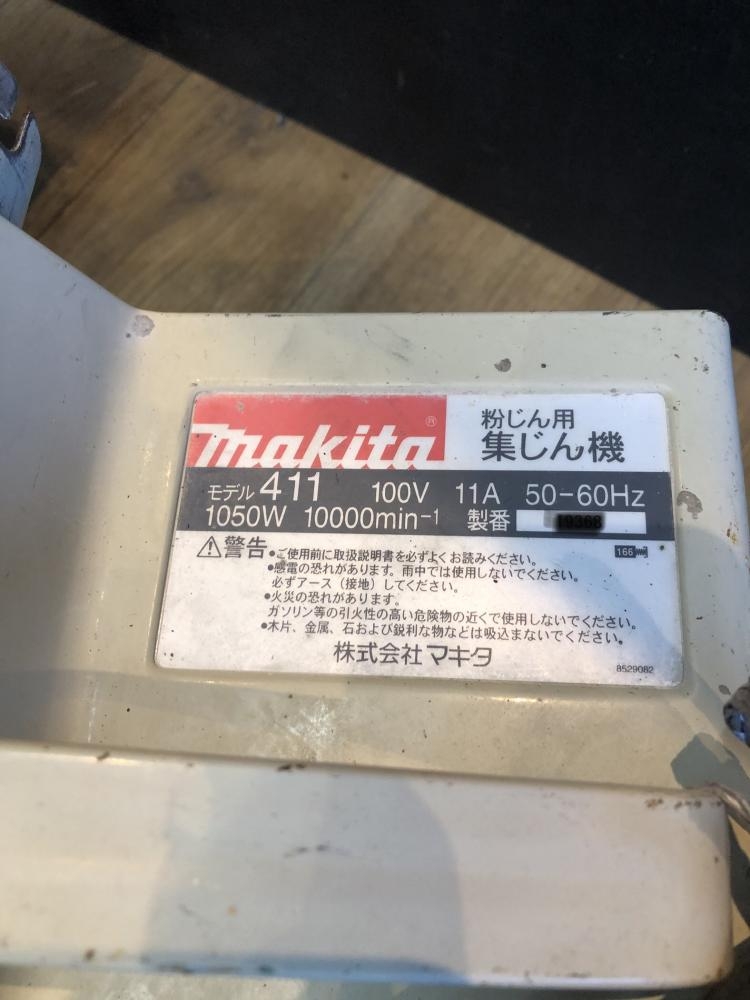 makita®
粉じん用
集じん機
モデル 411 100V 11A 50-60Hz
1050W 10000min-1 製番 19368
166
⚠警告 •ご使用前に取扱説明書を必ずよくお読みください。
•感電の恐れがあります。雨中では使用しないでください。
必ずアース（接地）してください。
•火災の恐れがあります。
ガソリン等の引火性の高い危険物の近くで使用しないでください。
•木片、金属、石および鋭利な物などは吸込まないでください。
株式会社マキタ
8529082